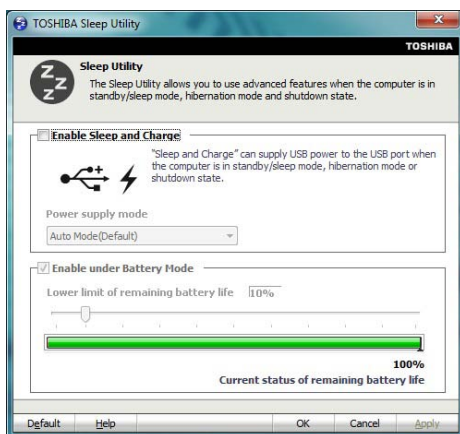 TOSHIBA Sleep Utility
TOSHIBA
z z z
Sleep Utility
The Sleep Utility allows you to use advanced features when the computer is in
standby/sleep mode, hibernation mode and shutdown
state.
Enable Sleep and Charge
"Sleep and Charge" can supply USB power to the USB port when
the computer is in standby/sleep mode, hibernation mode or
shutdown state.
Power supply mode
Auto Mode(Default)
Enable under Battery Mode
Lower limit of remaining battery life 10%
100%
Current status of remaining battery life
Default Help OK Cancel Apply